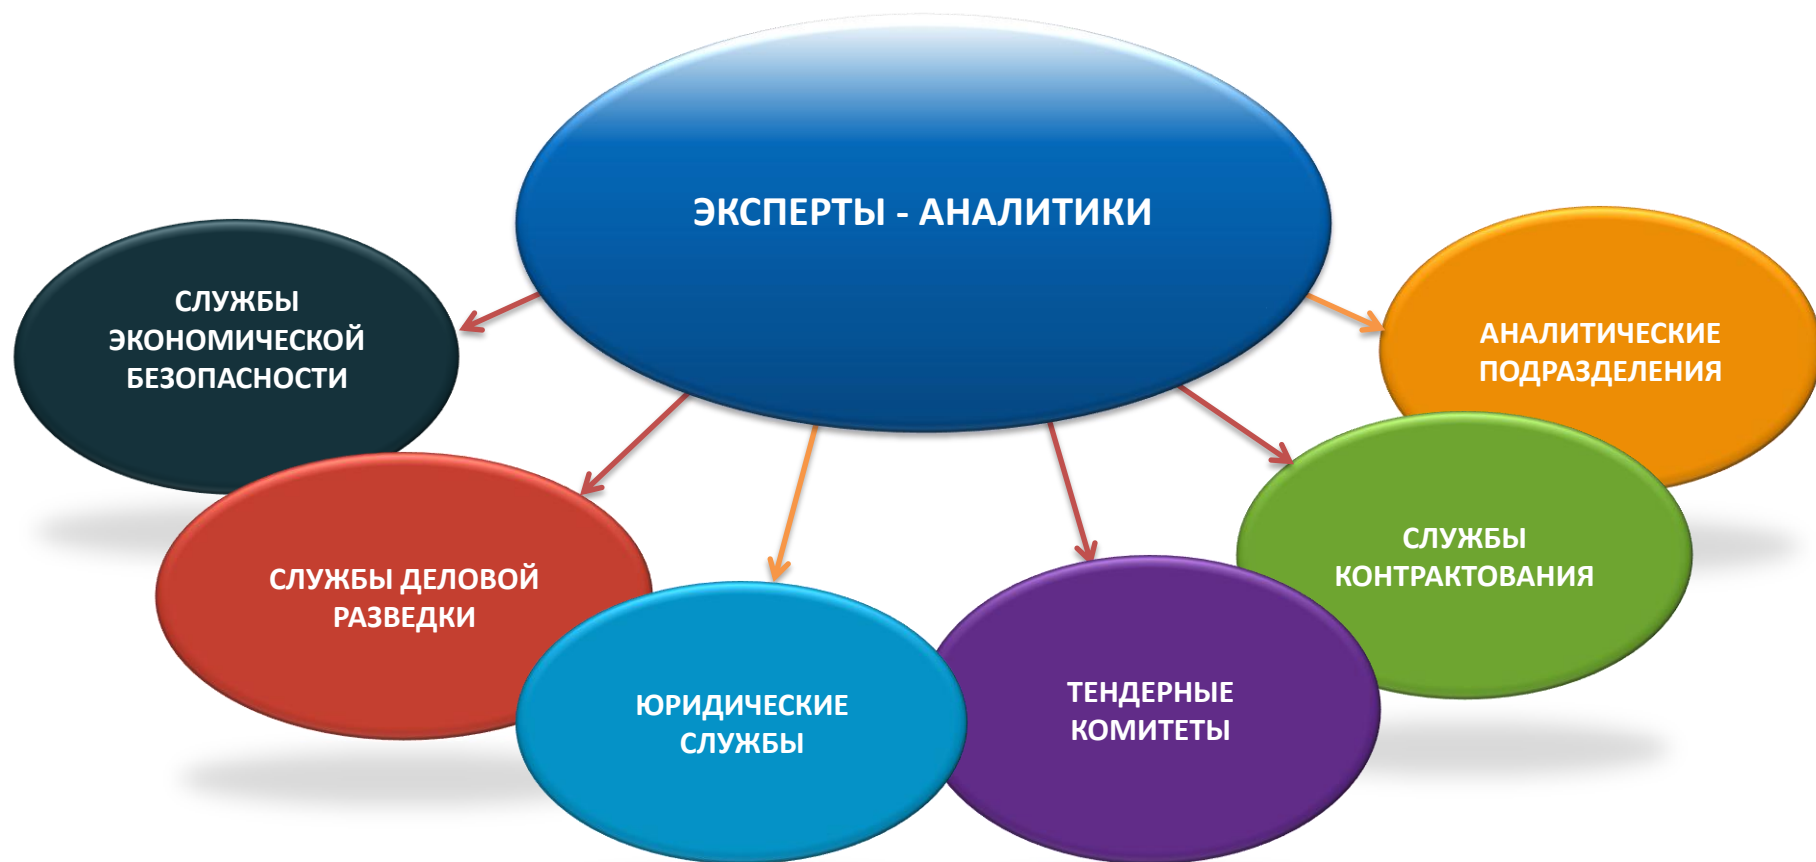 ЭКСПЕРТЫ - АНАЛИТИКИ
СЛУЖБЫ
ЭКОНОМИЧЕСКОЙ
БЕЗОПАСНОСТИ
АНАЛИТИЧЕСКИЕ
ПОДРАЗДЕЛЕНИЯ
СЛУЖБЫ ДЕЛОВОЙ
РАЗВЕДКИ
СЛУЖБЫ
КОНТРАКТОВАНИЯ
ЮРИДИЧЕСКИЕ
СЛУЖБЫ
ТЕНДЕРНЫЕ
КОМИТЕТЫ